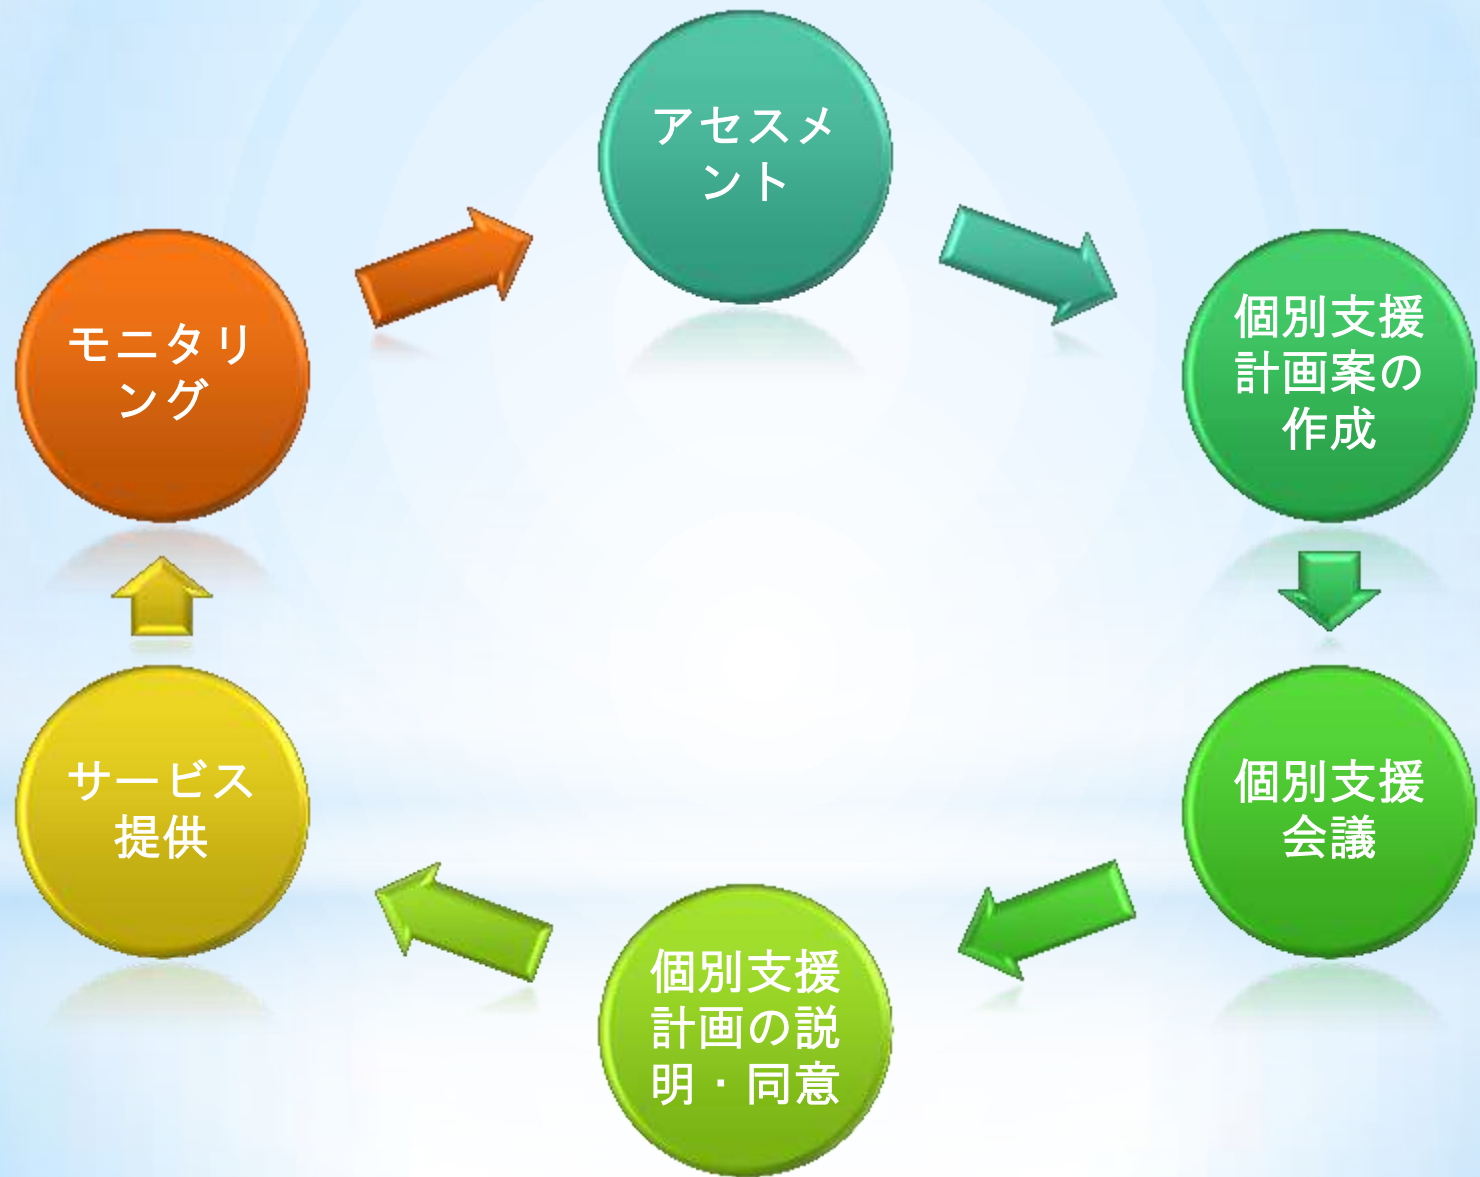 アセスメ
ント
個別支援
計画案の
作成
個別支援
会議
個別支援
計画の説
明・同意
サービス
提供
モニタリ
ング